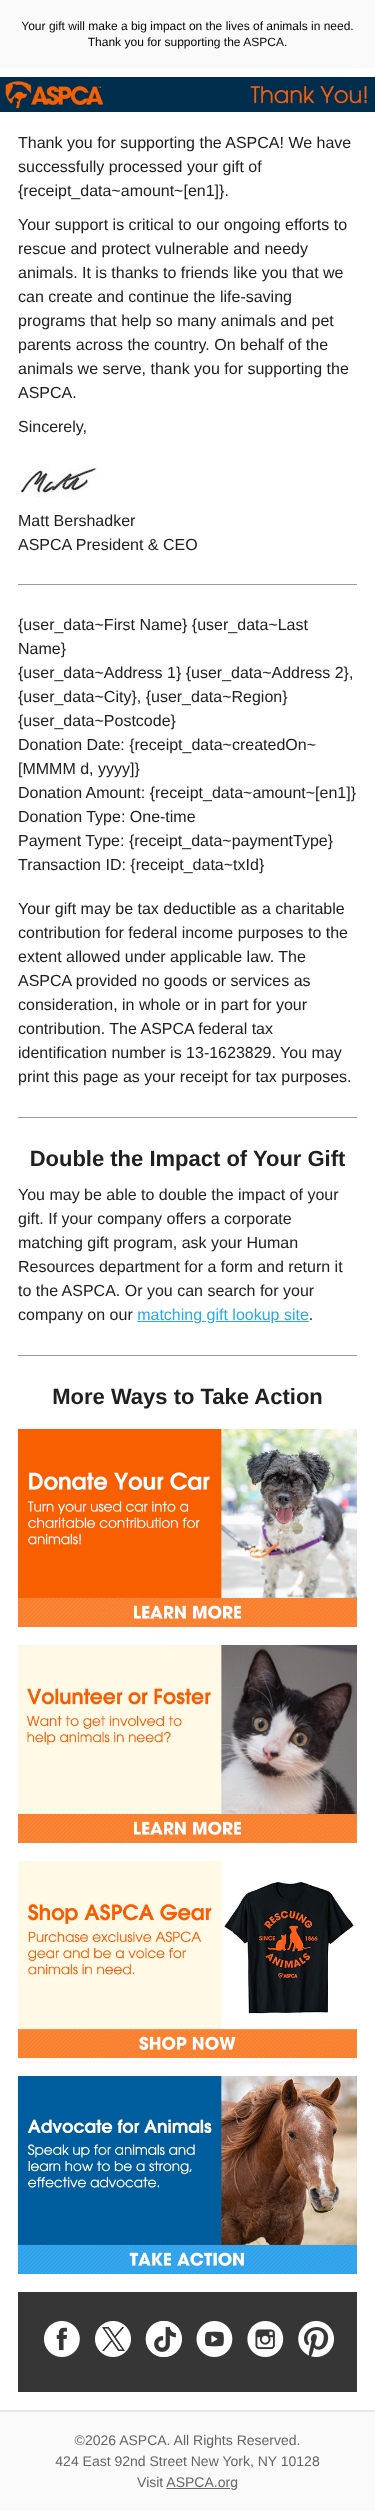 Your gift will make a big impact on the lives of animals in need.
Thank you for supporting the ASPCA.
ASPCA Thank You!
Thank you for supporting the ASPCA! We have
successfully processed your gift of
{receipt_data~amount~[en1]}.
Your support is critical to our ongoing efforts to
rescue and protect vulnerable and needy
animals. It is thanks to friends like you that we
can create and continue the life-saving
programs that help so many animals and pet
parents across the country. On behalf of the
animals we serve, thank you for supporting the
ASPCA.
Sincerely,
Matt
Matt Bershadker
ASPCA President & CEO
{user_data~First Name} {user_data~Last
Name}
{user_data~Address 1} {user_data~Address 2},
{user_data~City}, {user_data~Region}
{user_data~Postcode}
Donation Date: {receipt_data~createdOn~
[MMMM d, yyyy]}
Donation Amount: {receipt_data~amount~[en1]}
Donation Type: One-time
Payment Type: {receipt_data~paymentType}
Transaction ID: {receipt_data~txId}
Your gift may be tax deductible as a charitable
contribution for federal income purposes to the
extent allowed under applicable law. The
ASPCA provided no goods or services as
consideration, in whole or in part for your
contribution. The ASPCA federal tax
identification number is 13-1623829. You may
print this page as your receipt for tax purposes.
Double the Impact of Your Gift
You may be able to double the impact of your
gift. If your company offers a corporate
matching gift program, ask your Human
Resources department for a form and return it
to the ASPCA. Or you can search for your
company on our matching gift lookup site.
More Ways to Take Action
Donate Your Car
Turn your used car into a
charitable contribution for
animals!
LEARN MORE
Volunteer or Foster
Want to get involved to
help animals in need?
LEARN MORE
Shop ASPCA Gear
Purchase exclusive ASPCA
gear and be a voice for
animals in need.
RESCUING
SINCE 1866
ANIMALS
ASPCA
SHOP NOW
Advocate for Animals
Speak up for animals and
learn how to be a strong,
effective advocate.
TAKE ACTION
©2026 ASPCA. All Rights Reserved.
424 East 92nd Street New York, NY 10128
Visit ASPCA.org